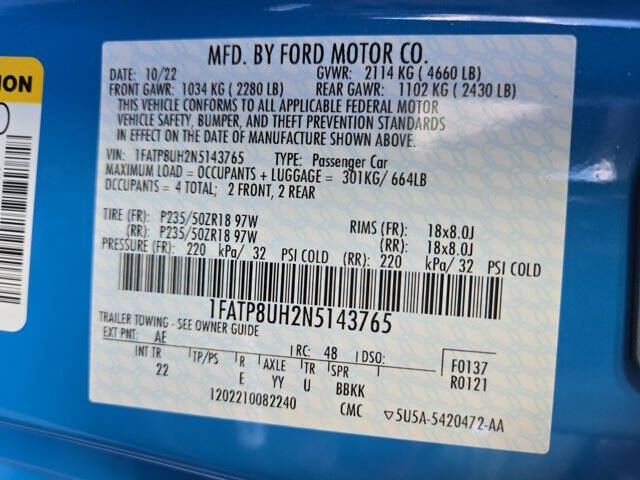 ION
MFD. BY FORD MOTOR CO.
DATE: 10/22 GVWR: 2114 KG ( 4660 LB)
FRONT GAWR: 1034 KG ( 2280 LB) REAR GAWR: 1102 KG ( 2430 LB)
THIS VEHICLE CONFORMS TO ALL APPLICABLE FEDERAL MOTOR
VEHICLE SAFETY, BUMPER, AND THEFT PREVENTION STANDARDS
IN EFFECT ON THE DATE OF MANUFACTURE SHOWN ABOVE.
VIN: 1FATP8UH2N5143765 TYPE: Passenger Car
MAXIMUM LOAD = OCCUPANTS + LUGGAGE = 301KG/ 664LB
OCCUPANTS = 4 TOTAL; 2 FRONT, 2 REAR
TIRE (FR): P235/50ZR18 97W RIMS (FR): 18x8.0J
(RR): P235/50ZR18 97W (RR): 18x8.0J
PRESSURE (FR): 220 kPa/ 32 PSI COLD (RR): 220 kPa/ 32 PSI COLD
1FATP8UH2N5143765
TRAILER TOWING - SEE OWNER GUIDE
EXT PNT: AE RC: 48 DSO: F0137
INT TR TP/PS R AXLE TR SPR R0121
22 E YY U BBKK
1202210082240 CMC ▽5U5A-5420472-AA